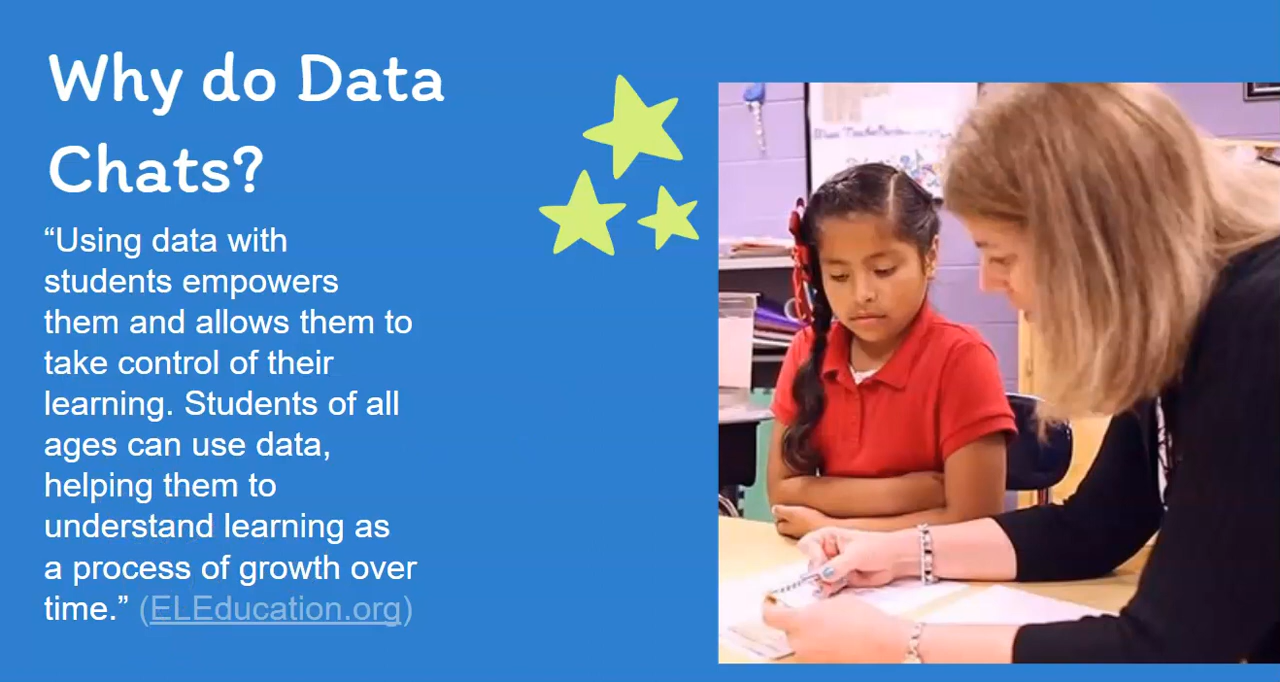 Why do Data
Chats?
“Using data with
students empowers
them and allows them to
take control of their
learning. Students of all
ages can use data,
helping them to
understand learning as
a process of growth over
time.” (ELEducation.org)